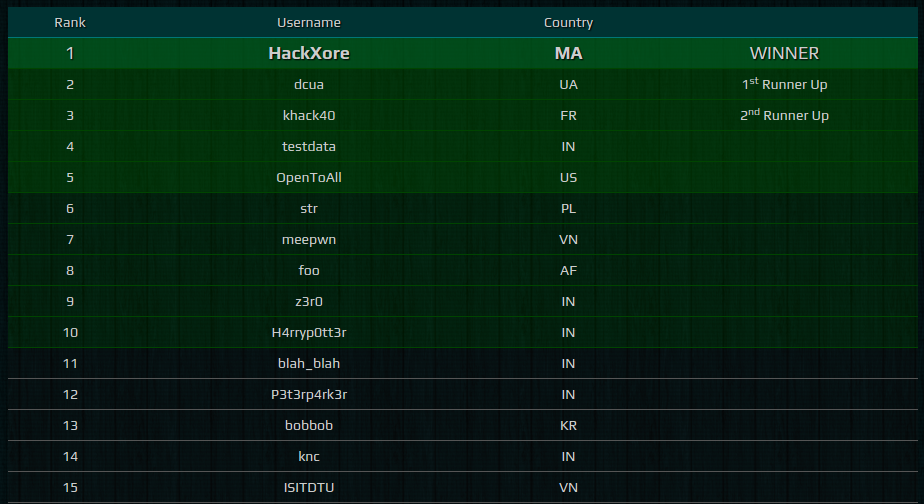 Rank Username Country
1 HackXore MA WINNER
2 dcua UA 1st Runner Up
3 khack40 FR 2nd Runner Up
4 testdata IN
5 OpenToAll US
6 str PL
7 meepwn VN
8 foo AF
9 z3r0 IN
10 H4rryp0tt3r IN
11 blah_blah IN
12 P3t3rp4rk3r IN
13 bobbob KR
14 knc IN
15 ISITDTU VN